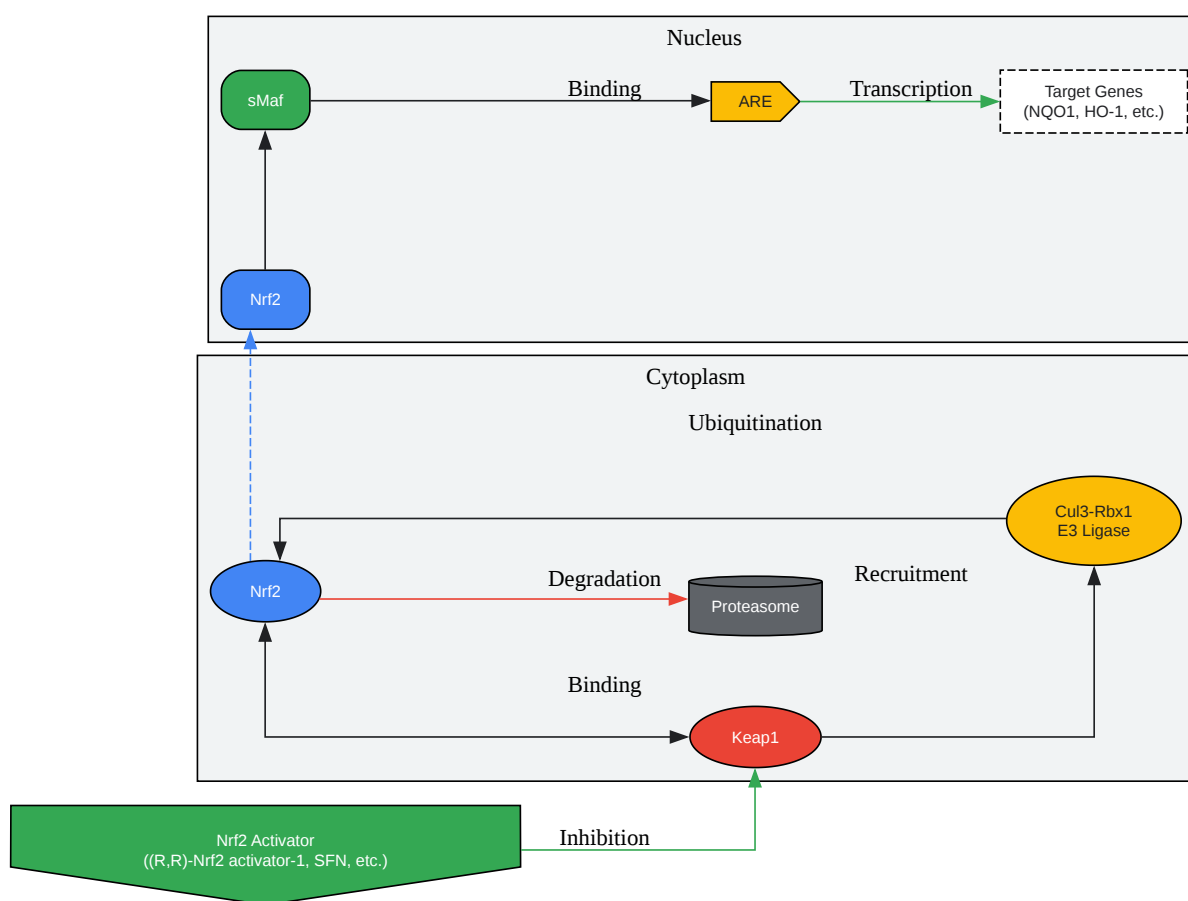 Nucleus
sMaf
Binding
ARE
Transcription
Target Genes
(NQO1, HO-1, etc.)
Nrf2
Cytoplasm
Ubiquitination
Cul3-Rbx1
E3 Ligase
Nrf2
Degradation
Proteasome
Recruitment
Binding
Keap1
Nrf2 Activator
((R,R)-Nrf2 activator-1, SFN, etc.)
Inhibition